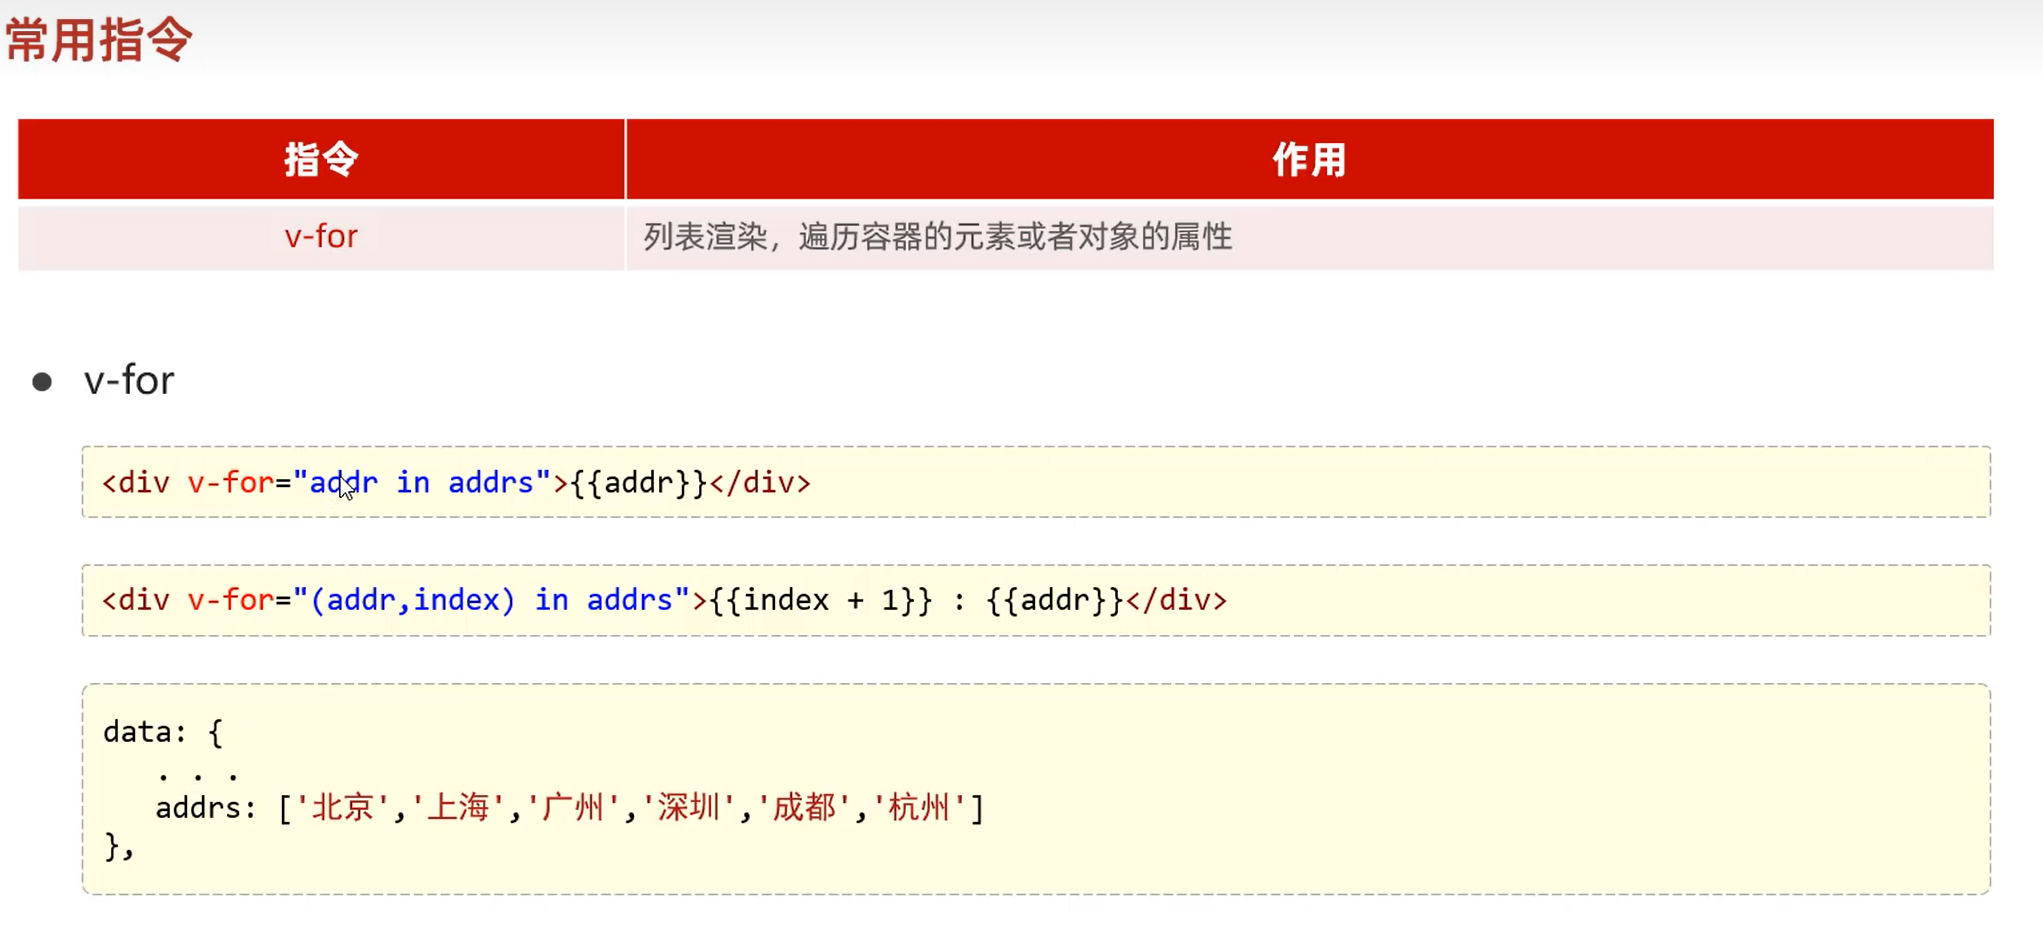 常用指令
指令 作用
v-for 列表渲染，遍历容器的元素或者对象的属性
● v-for
<div v-for="addr in addrs">{{addr}}</div>
<div v-for="(addr,index) in addrs">{{index + 1}} : {{addr}}</div>
data: {
. . .
addrs: ['北京','上海','广州','深圳','成都','杭州']
},